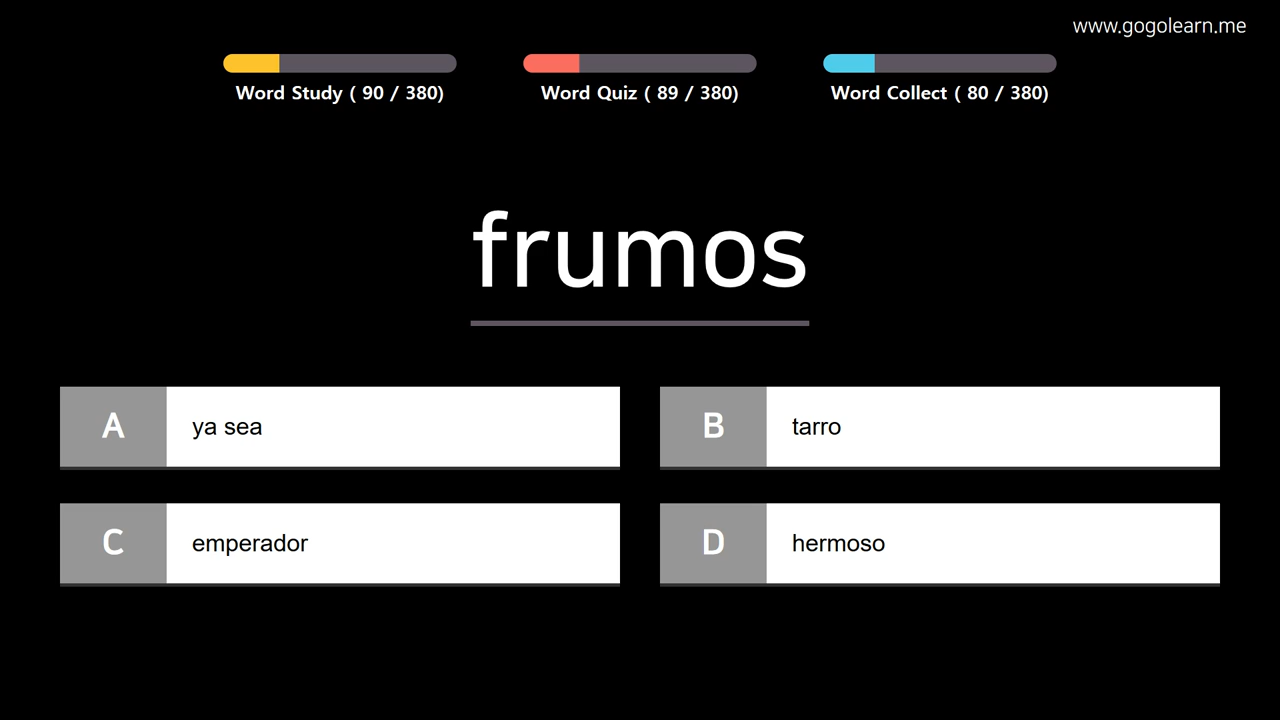 www.gogolearn.me
Word Study ( 90 / 380)
Word Quiz ( 89 / 380)
Word Collect ( 80 / 380)
frumos
A ya sea
B tarro
C emperador
D hermoso